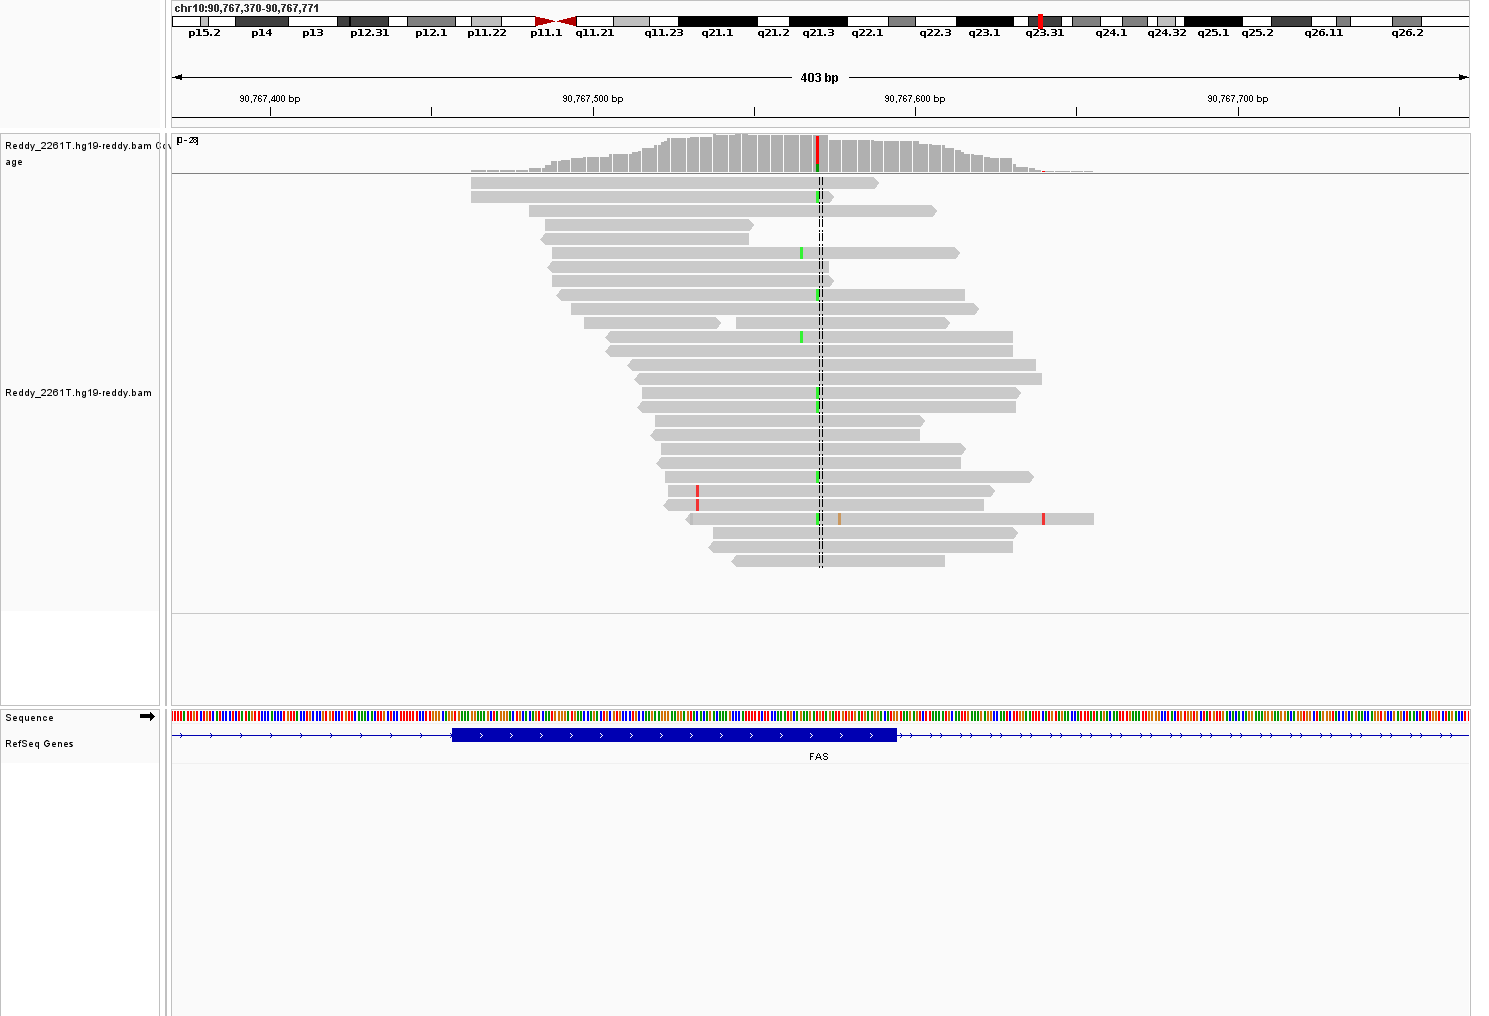 chr10:90,767,370-90,767,771
p15.2 p14 p13 p12.31 p12.1 p11.22 p11.1 q11.21 q11.23 q21.1 q21.2 q21.3 q22.1 q22.3 q23.1 q23.31 q24.1 q24.32 q25.1 q25.2 q26.11 q26.2
403 bp
90,767,400 bp 90,767,500 bp 90,767,600 bp 90,767,700 bp
Reddy_2261T.hg19-reddy.bam Cov
age
[0 - 28]
Reddy_2261T.hg19-reddy.bam
Sequence
RefSeq Genes
FAS